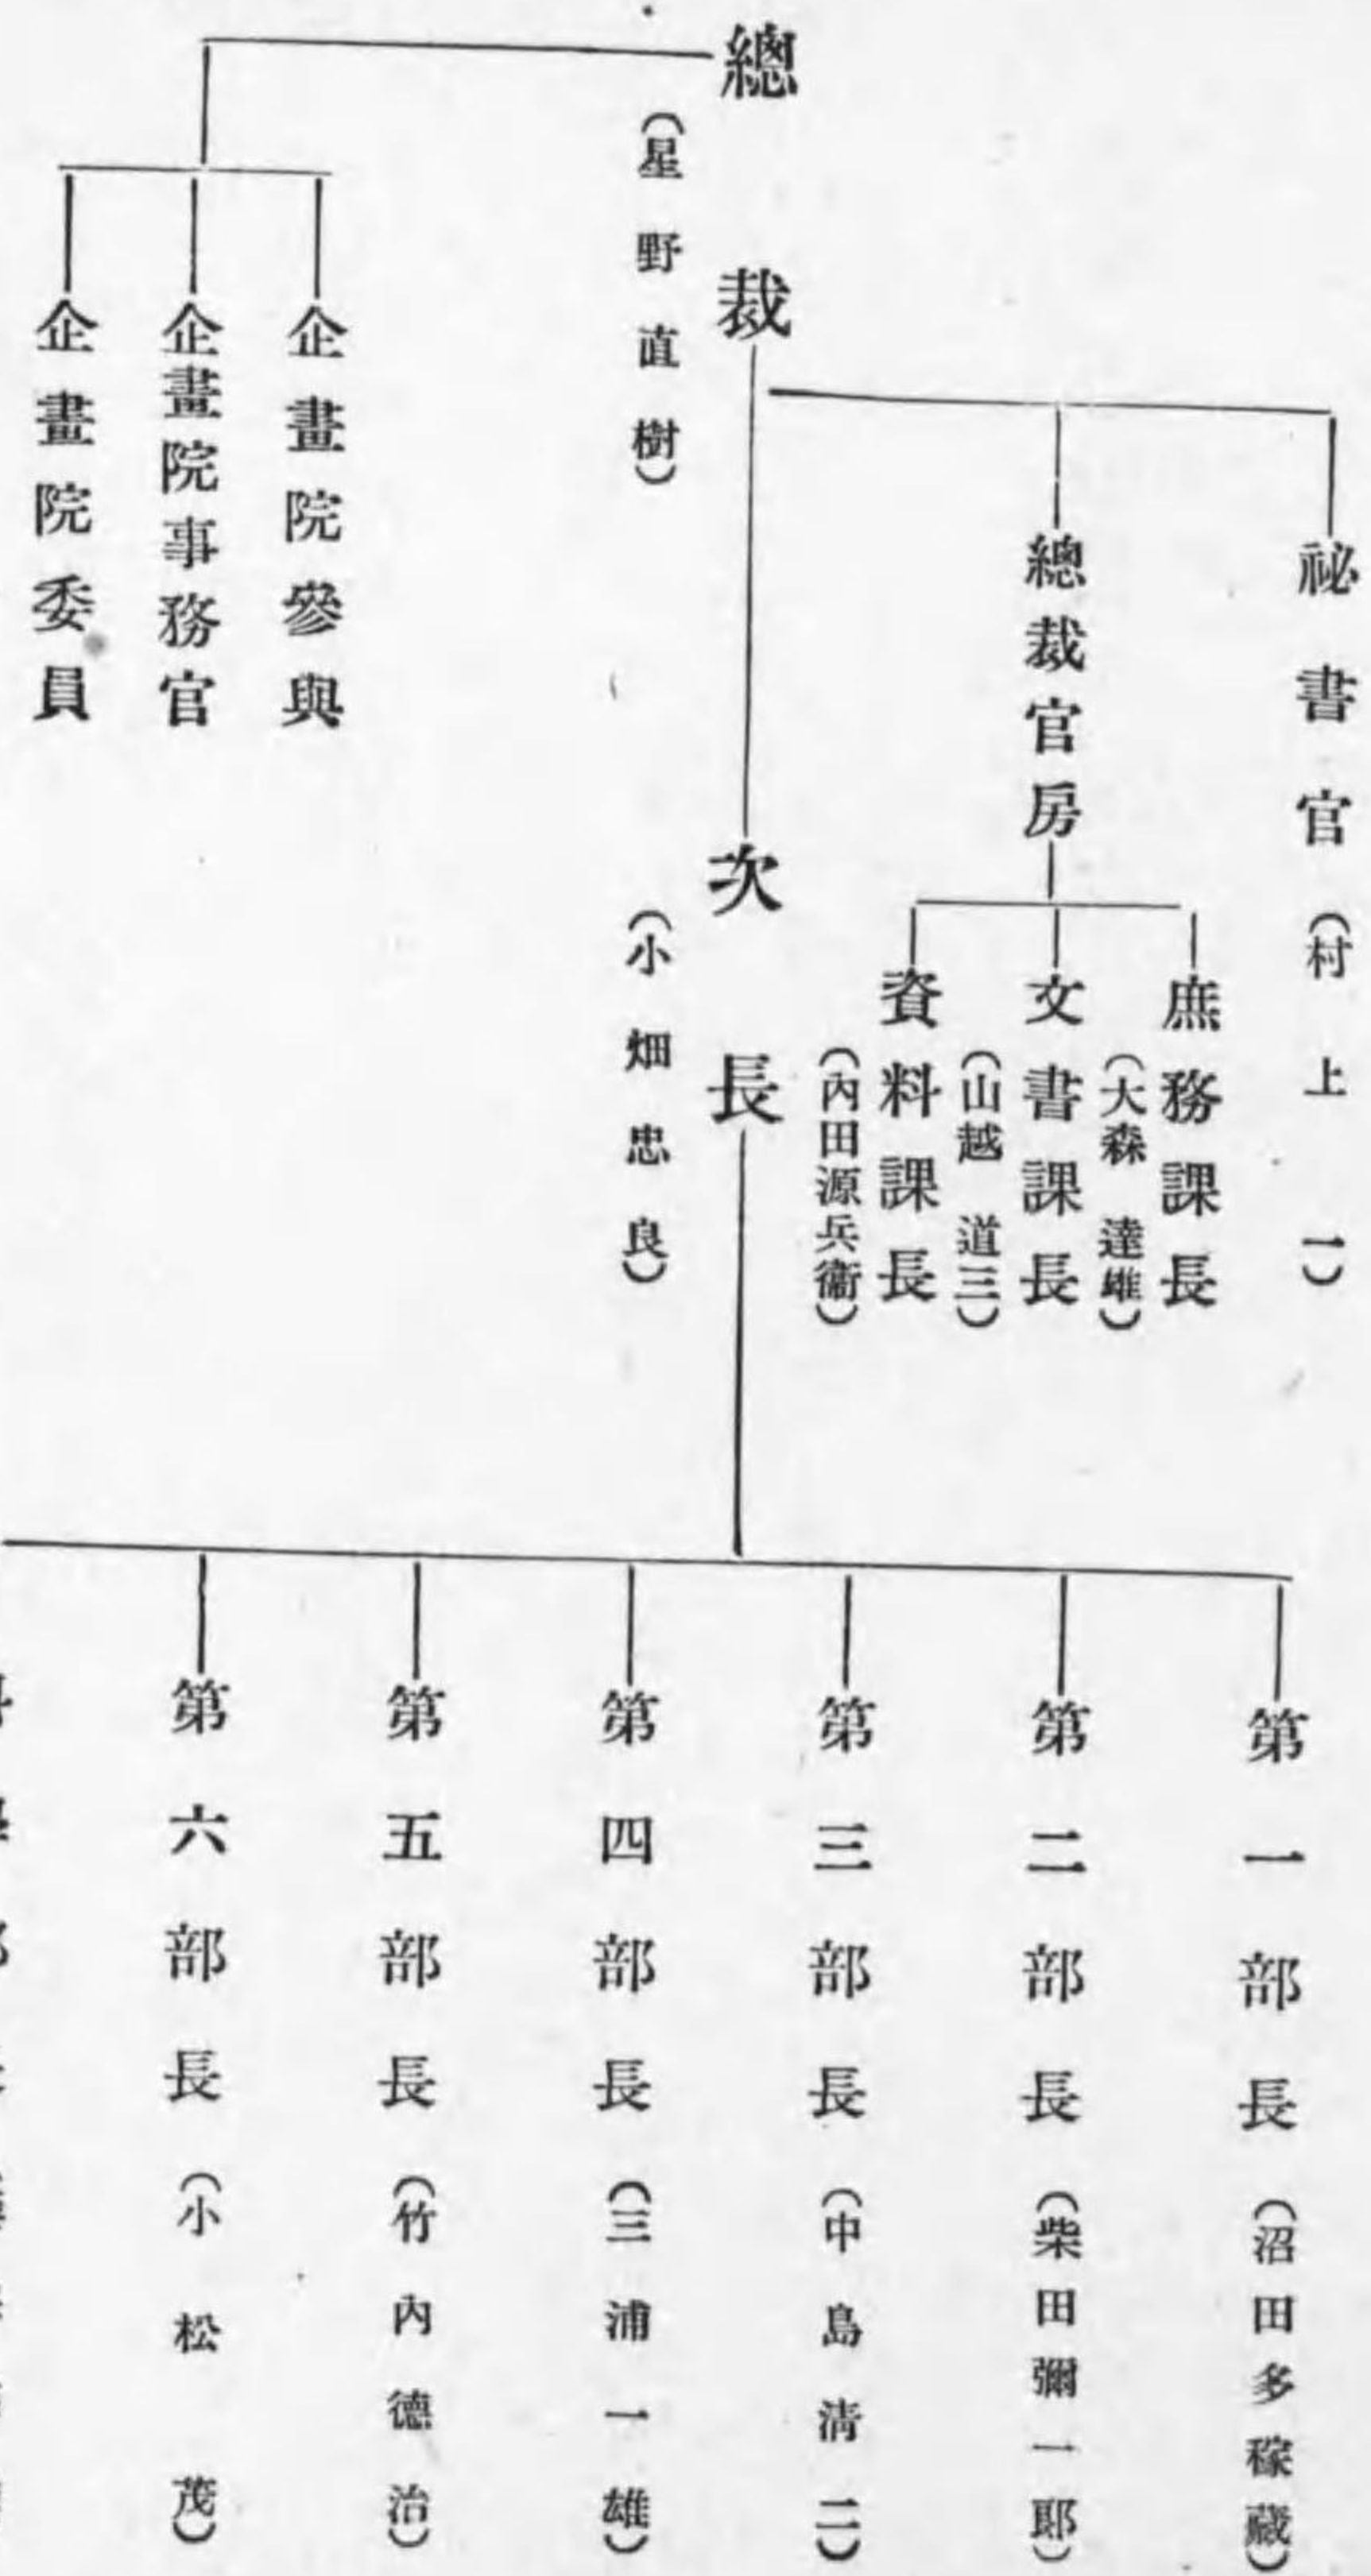 祕書官（村上一）
總裁官房
庶務課長
（大森達雄）
文書課長
（山越道三）
資料課長
（內田源兵衞）
總裁
（星野直樹）
次長
（小畑忠良）
企畫院參與
企畫院事務官
企畫院委員
第一部長（沼田多稼藏）
第二部長（柴田彌一郞）
第三部長（中島淸二）
第四部長（三浦一雄）
第五部長（竹內德治）
第六部長（小松茂）